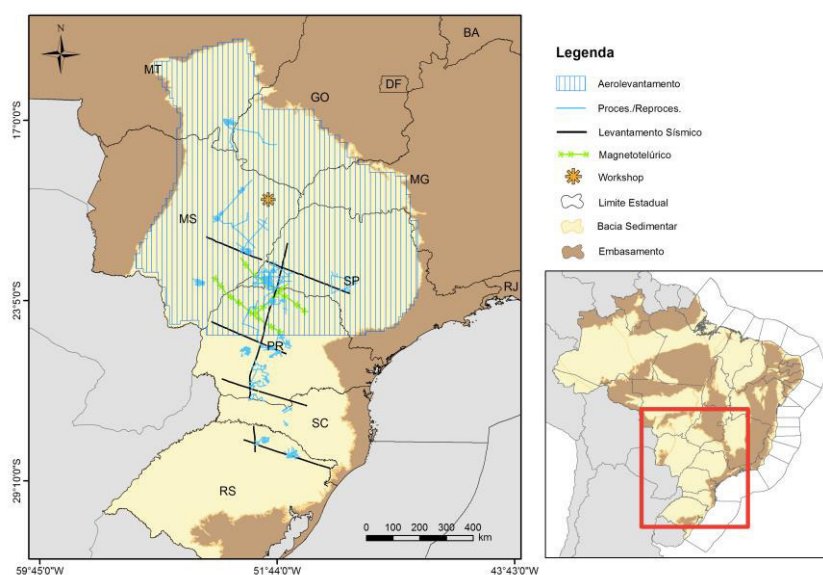 N
BA
MT
DF
GO
17°0'0"S
MG
MS
SP
RJ
23°5'0"S
PR
SC
29°10'0"S
RS
0 100 200 300 400
km
59°45'0"W
51°44'0"W
43°43'0"W
Legenda
Aerolevantamento
Proces./Reproces.
Levantamento Sísmico
Magnetotelúrico
Workshop
Limite Estadual
Bacia Sedimentar
Embasamento